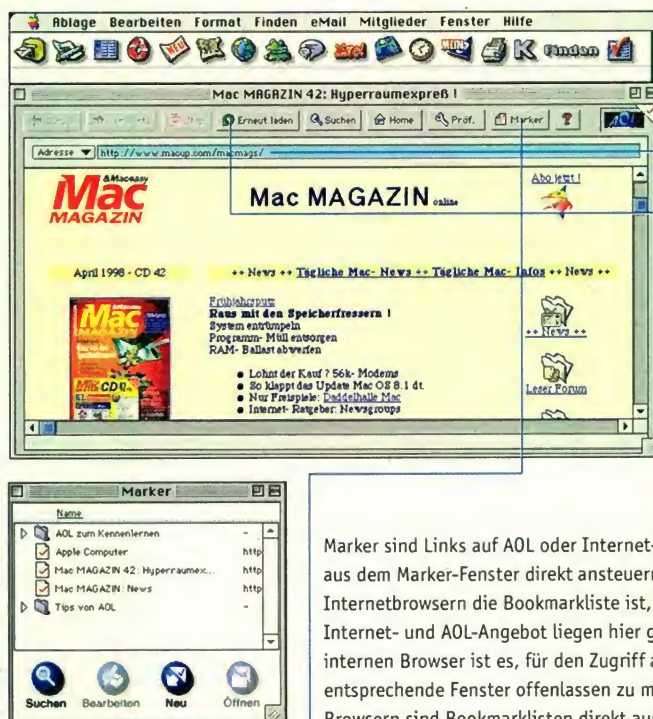 Ablage Bearbeiten Format Finden eMail Mitglieder Fenster Hilfe
NEU
Finden
Mac MAGAZIN 42: Hyperraumexpreß !
Erneut laden Suchen Home Präf. Marker ?
Adresse http://www.macup.com/macmags/
& Maceasy
Mac
MAGAZIN
Mac MAGAZIN online
Abo jetzt !
April 1998 - CD 42
++ News ++ Tägliche Mac- News ++ Tägliche Mac- Infos ++ News ++
Frühjahrsputz
Raus mit den Speicherfressern !
System entrümpeln
Programm- Müll entsorgen
RAM- Ballast abwerfen
Lohnt der Kauf ? 56k- Modems
So klappt das Update Mac OS 8.1 dt.
Nur Freispiele: Daddelhalle Mac
Internet- Ratgeber: Newsgroups
Mac
MAGAZIN
CD
++ News ++
Leser Forum
Marker
Name
AOL zum Kennenlernen -
Apple Computer http
Mac MAGAZIN 42: Hyperraumex... http
Mac MAGAZIN: News http
Tips von AOL -
Suchen Bearbeiten Neu Öffnen
Marker sind Links auf AOL oder Internet-
aus dem Marker-Fenster direkt ansteuern
Internetbrowsern die Bookmarkliste ist,
Internet- und AOL-Angebot liegen hier g
internen Browser ist es, für den Zugriff a
entsprechende Fenster offenlassen zu m
Browsern sind Bookmarklisten direkt au